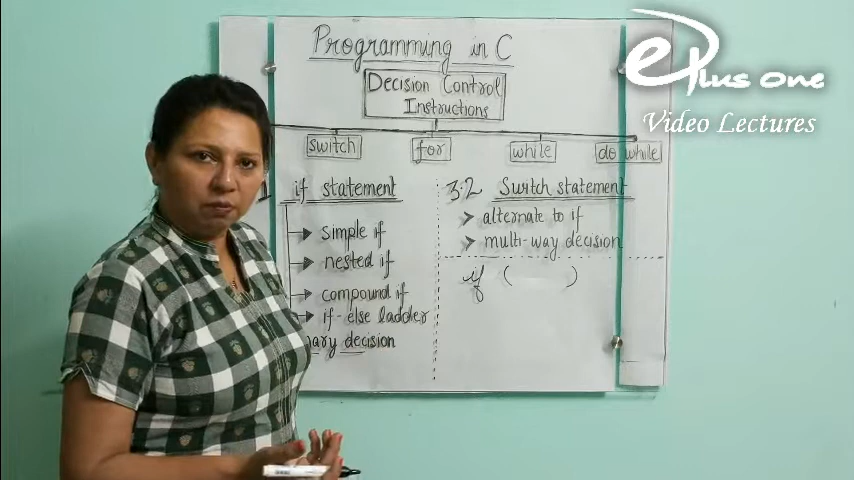 Programming in C
Decision Control
Instructions
switch
for
while
do while
if statement
simple if
nested if
compound if
if-else ladder
decision
3.2 Switch statement
alternate to if
multi-way decision
if ( )
ePlus one
Video Lectures